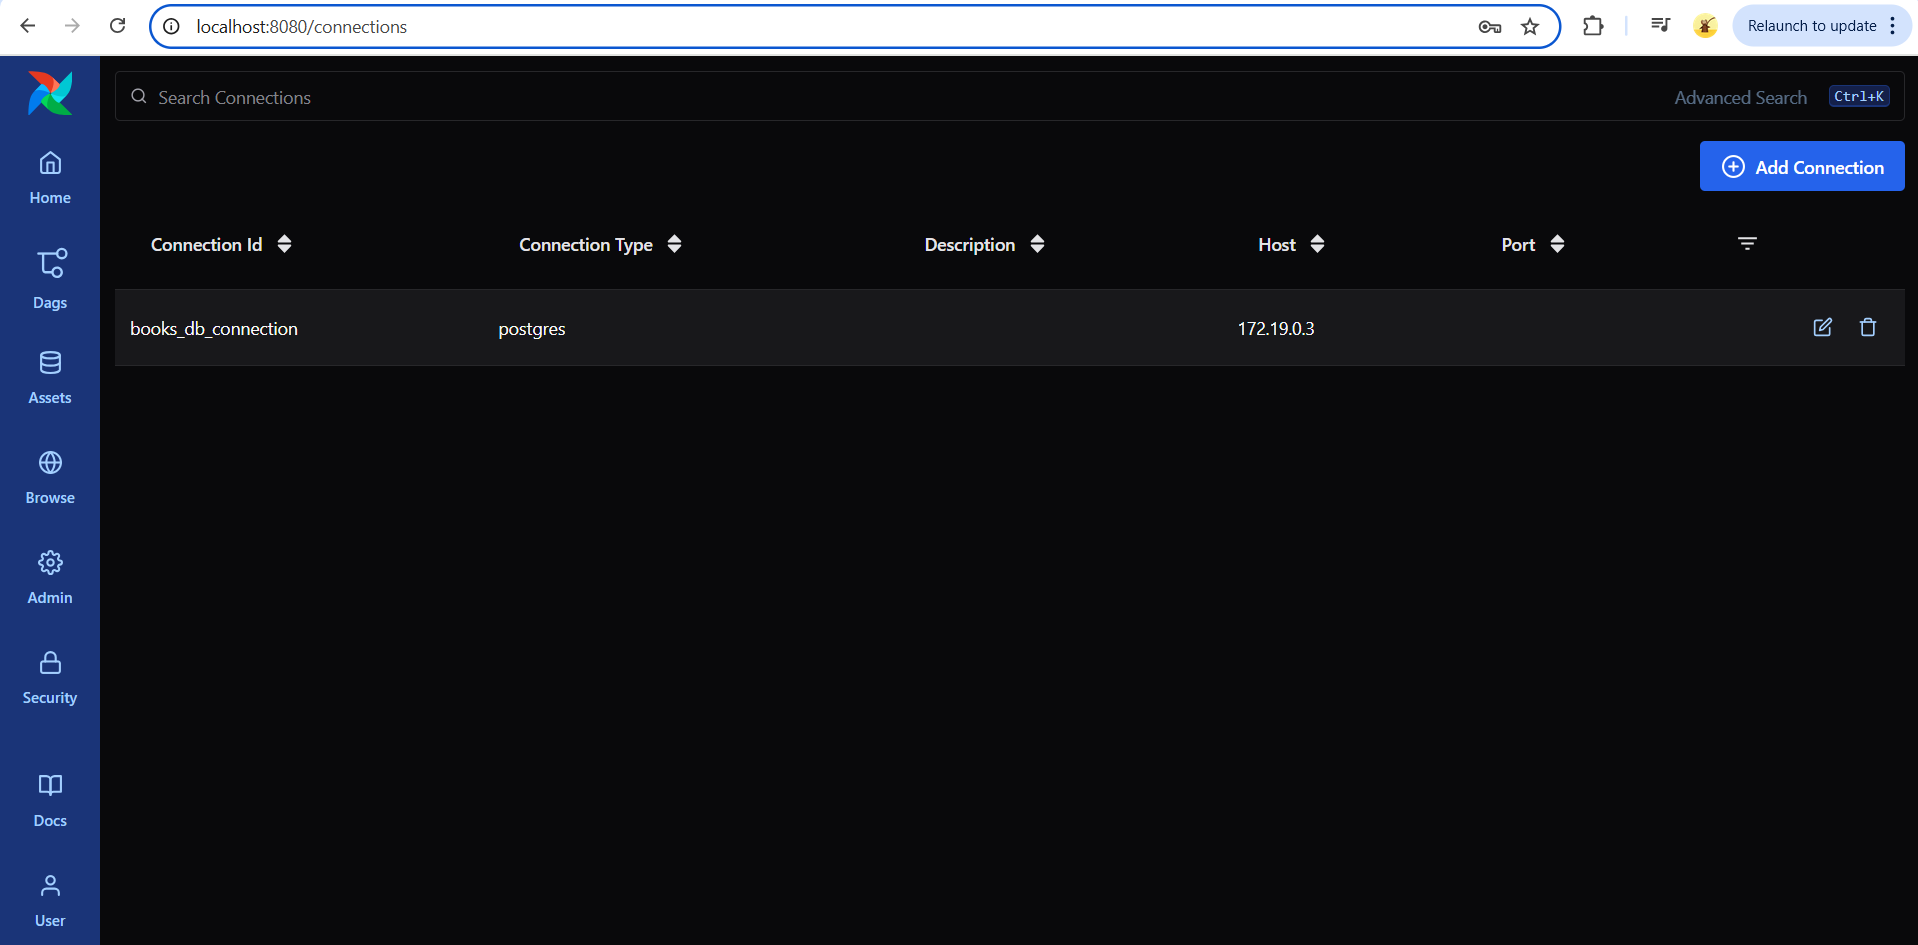 localhost:8080/connections
Relaunch to update
Search Connections
Advanced Search Ctrl+K
Add Connection
Connection Id Connection Type Description Host Port
books_db_connection postgres 172.19.0.3
Home
Dags
Assets
Browse
Admin
Security
Docs
User